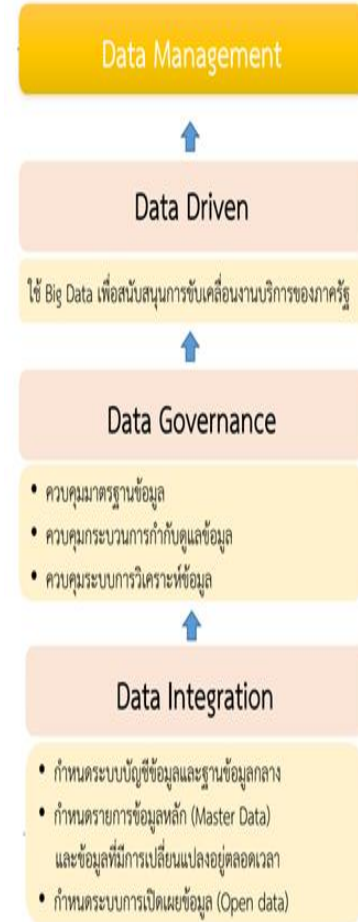 Data Management
Data Driven
ใช้ Big Data เพื่อสนับสนุนการขับเคลื่อนงานบริการของภาครัฐ
Data Governance
• ควบคุมมาตรฐานข้อมูล
• ควบคุมกระบวนการกำกับดูแลข้อมูล
• ควบคุมระบบการวิเคราะห์ข้อมูล
Data Integration
• กำหนดระบบบัญชีข้อมูลและฐานข้อมูลกลาง
• กำหนดรายการข้อมูลหลัก (Master Data)
และข้อมูลที่มีการเปลี่ยนแปลงอยู่ตลอดเวลา
• กำหนดระบบการเปิดเผยข้อมูล (Open data)